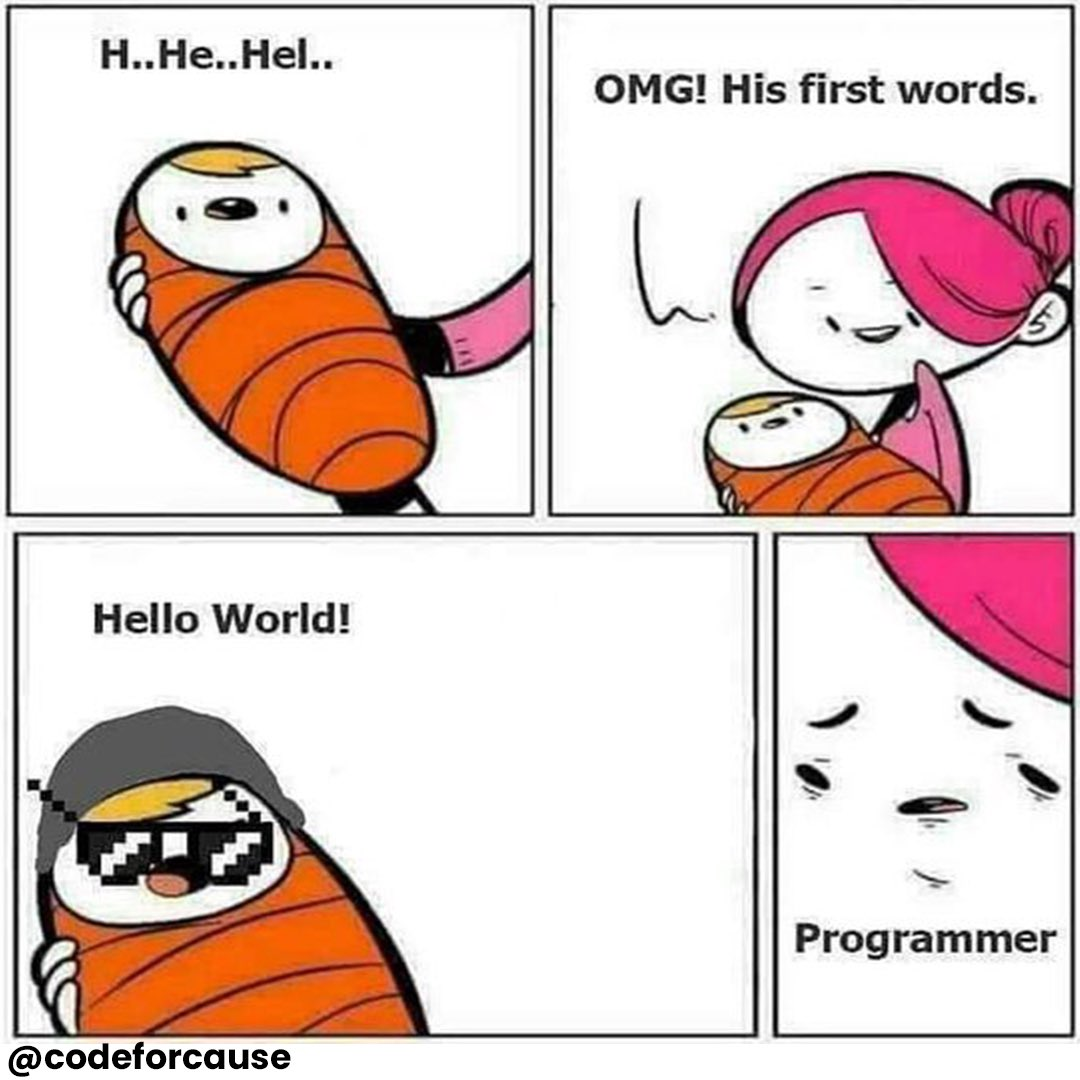 H..He..Hel..
OMG! His first words.
Hello World!
Programmer
@codeforcause